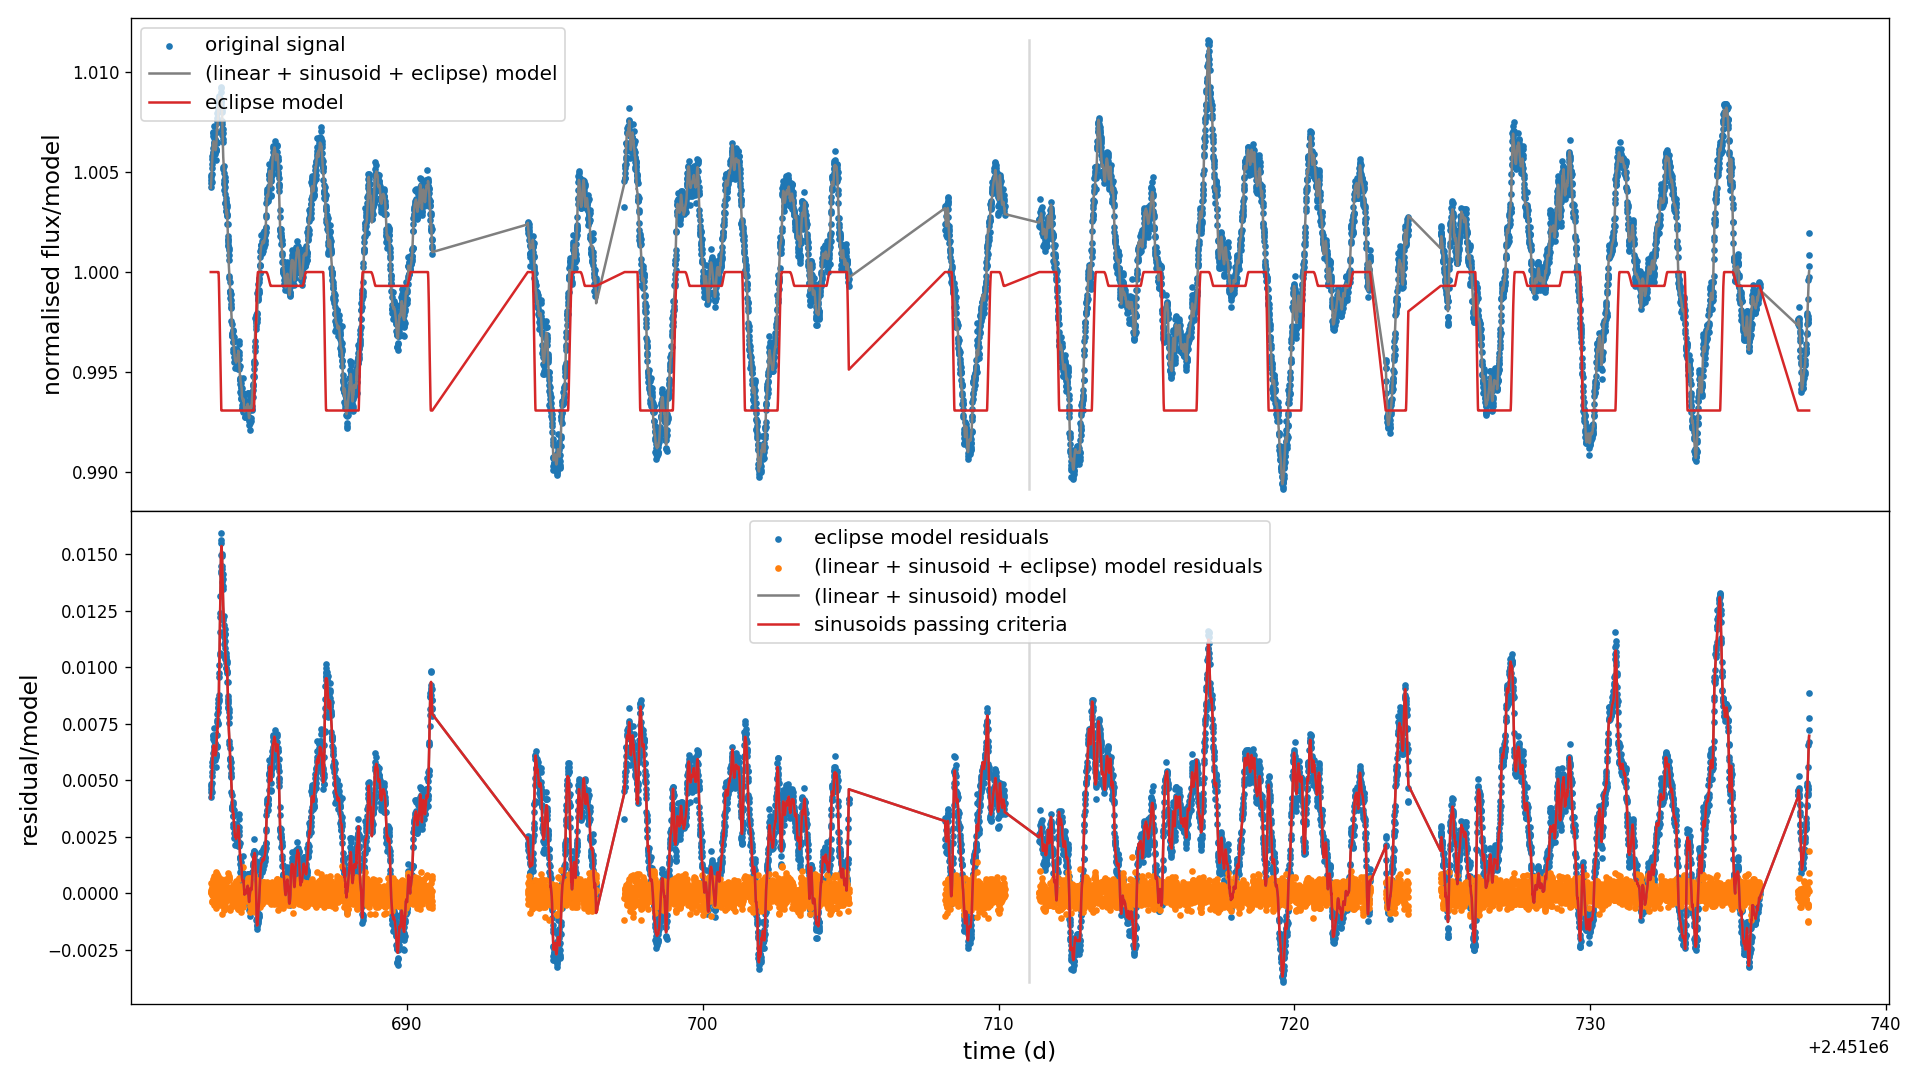 original signal
(linear + sinusoid + eclipse) model
eclipse model
1.010
1.005
1.000
0.995
0.990
normalised flux/model
eclipse model residuals
(linear + sinusoid + eclipse) model residuals
(linear + sinusoid) model
sinusoids passing criteria
0.0150
0.0125
0.0100
0.0075
0.0050
0.0025
0.0000
−0.0025
residual/model
690 700 710 720 730 740
time (d)
+2.451e6